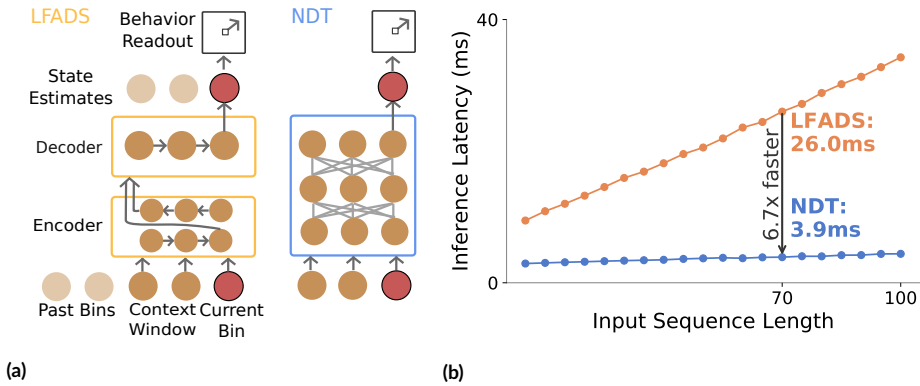 LFADS
Behavior
Readout
NDT
State
Estimates
Decoder
Encoder
Past Bins
Context
Window
Current
Bin
(a)
40
Inference Latency (ms)
LFADS:
26.0ms
6.7x faster
NDT:
3.9ms
0
70
100
Input Sequence Length
(b)